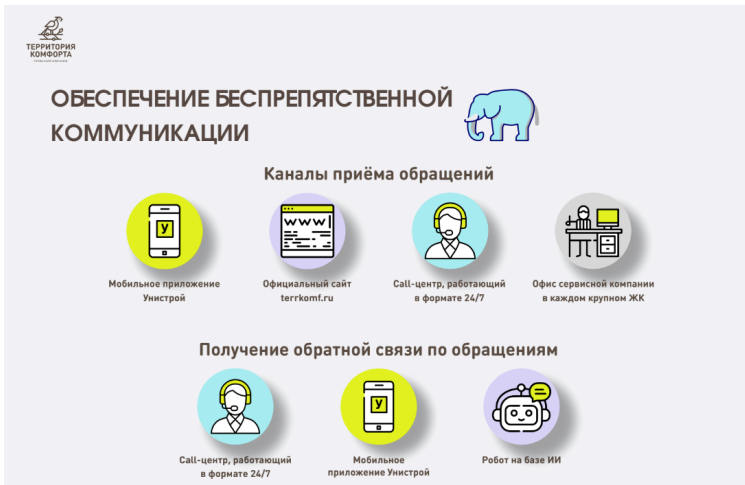 ТЕРРИТОРИЯ
КОМФОРТА
ОБЕСПЕЧЕНИЕ БЕСПРЕПЯТСТВЕННОЙ
КОММУНИКАЦИИ
Каналы приёма обращений
У
www
Мобильное приложение
Унистрой
Официальный сайт
terrkomf.ru
Call-центр, работающий
в формате 24/7
Офис сервисной компании
в каждом крупном ЖК
Получение обратной связи по обращениям
У
Call-центр, работающий
в формате 24/7
Мобильное
приложение Унистрой
Робот на базе ИИ